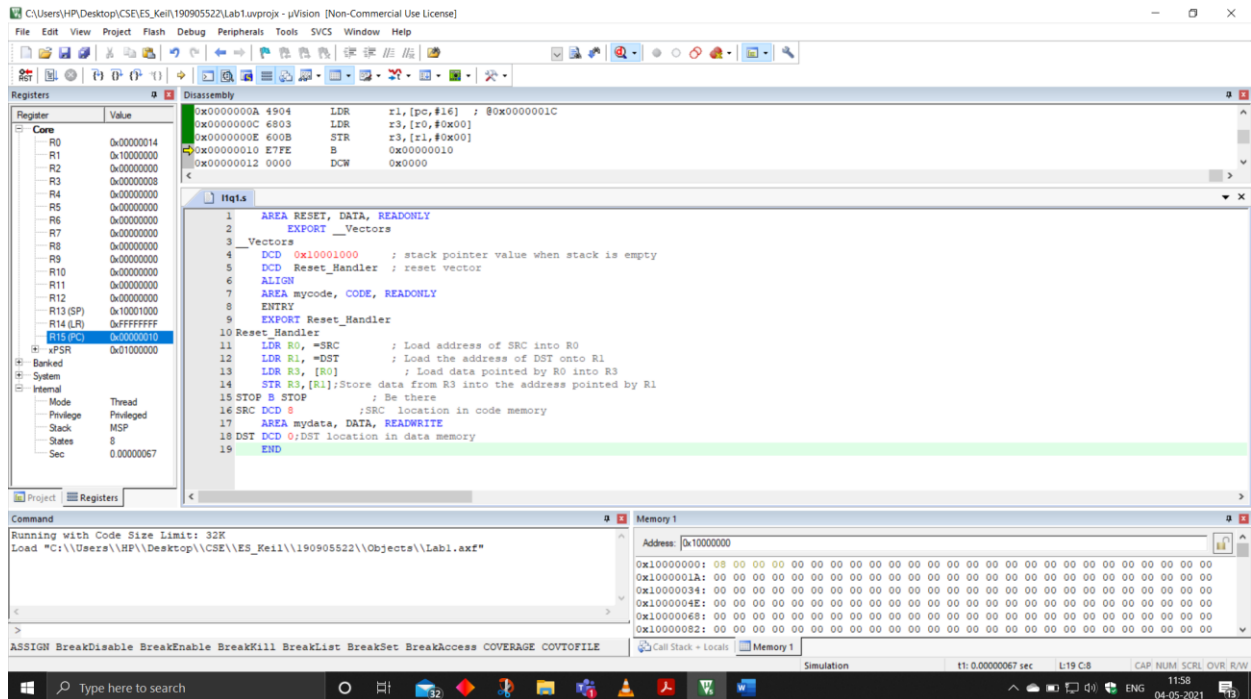 C:\Users\HP\Desktop\CSE\ES_Keil\190905522\Lab1.uvprojx - µVision [Non-Commercial Use License]
File Edit View Project Flash Debug Peripherals Tools SVCS Window Help
Registers
Register Value
Core
R0 0x00000014
R1 0x10000000
R2 0x00000000
R3 0x00000008
R4 0x00000000
R5 0x00000000
R6 0x00000000
R7 0x00000000
R8 0x00000000
R9 0x00000000
R10 0x00000000
R11 0x00000000
R12 0x00000000
R13 (SP) 0x10001000
R14 (LR) 0xFFFFFFFF
R15 (PC) 0x00000010
xPSR 0x01000000
Banked
System
Internal
Mode Thread
Privilege Privileged
Stack MSP
States 8
Sec 0.00000067
Project Registers
Disassembly
0x0000000A 4904 LDR r1,[pc,#16] ; @0x0000001C
0x0000000C 6803 LDR r3,[r0,#0x00]
0x0000000E 600B STR r3,[r1,#0x00]
0x00000010 E7FE B 0x00000010
0x00000012 0000 DCW 0x0000
l1q1.s
1 AREA RESET, DATA, READONLY
2 EXPORT __Vectors
3 __Vectors
4 DCD 0x10001000 ; stack pointer value when stack is empty
5 DCD Reset_Handler ; reset vector
6 ALIGN
7 AREA mycode, CODE, READONLY
8 ENTRY
9 EXPORT Reset_Handler
10 Reset_Handler
11 LDR R0, =SRC ; Load address of SRC into R0
12 LDR R1, =DST ; Load the address of DST onto R1
13 LDR R3, [R0] ; Load data pointed by R0 into R3
14 STR R3,[R1];Store data from R3 into the address pointed by R1
15 STOP B STOP ; Be there
16 SRC DCD 8 ;SRC location in code memory
17 AREA mydata, DATA, READWRITE
18 DST DCD 0;DST location in data memory
19 END
Command
Running with Code Size Limit: 32K
Load "C:\\Users\\HP\\Desktop\\CSE\\ES_Keil\\190905522\\Objects\\Lab1.axf"
>
ASSIGN BreakDisable BreakEnable BreakKill BreakList BreakSet BreakAccess COVERAGE COVTOFILE
Memory 1
Address: 0x10000000
0x10000000: 08 00 00 00 00 00 00 00 00 00 00 00 00 00 00 00 00 00 00 00 00 00 00 00 00 00
0x1000001A: 00 00 00 00 00 00 00 00 00 00 00 00 00 00 00 00 00 00 00 00 00 00 00 00 00 00
0x10000034: 00 00 00 00 00 00 00 00 00 00 00 00 00 00 00 00 00 00 00 00 00 00 00 00 00 00
0x1000004E: 00 00 00 00 00 00 00 00 00 00 00 00 00 00 00 00 00 00 00 00 00 00 00 00 00 00
0x10000068: 00 00 00 00 00 00 00 00 00 00 00 00 00 00 00 00 00 00 00 00 00 00 00 00 00 00
0x10000082: 00 00 00 00 00 00 00 00 00 00 00 00 00 00 00 00 00 00 00 00 00 00 00 00 00 00
Call Stack + Locals Memory 1
Simulation t1: 0.00000067 sec L:19 C:8 CAP NUM SCRL OVR R/W
Type here to search
32
ENG
11:58
04-05-2021
13